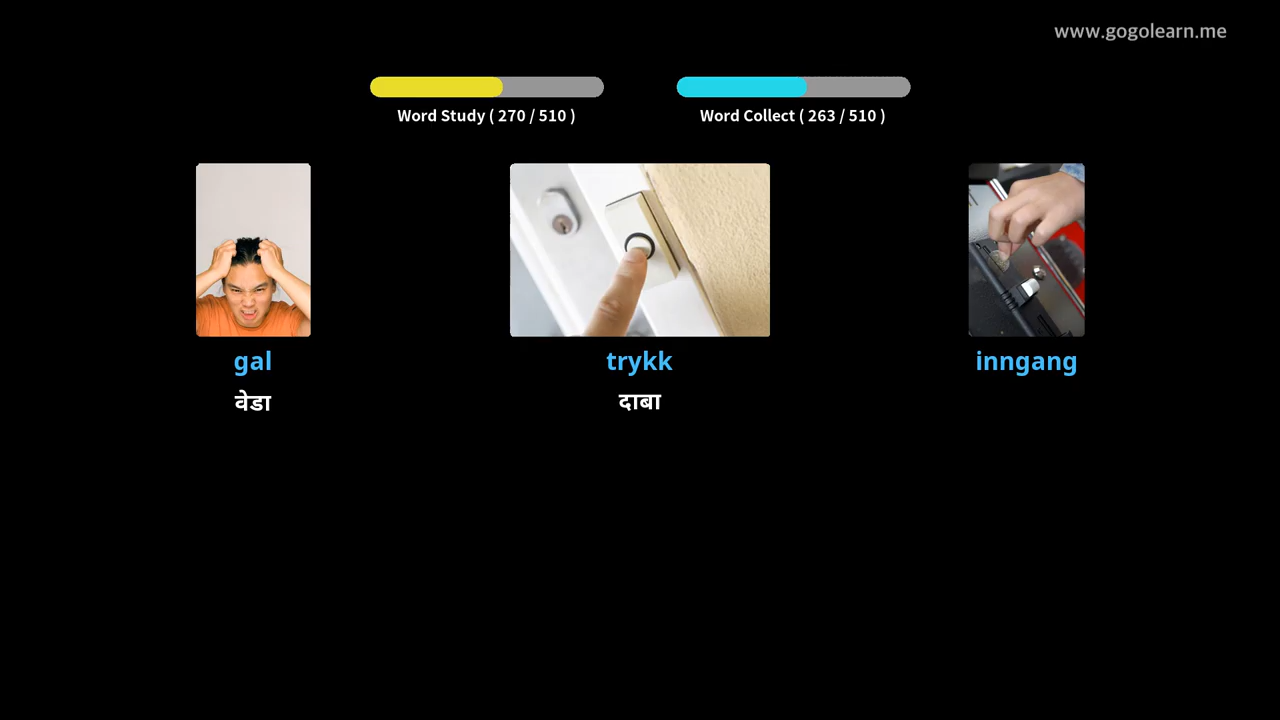 www.gogolearn.me
Word Study ( 270 / 510 )
Word Collect ( 263 / 510 )
gal
trykk
inngang
वेडा
दाबा